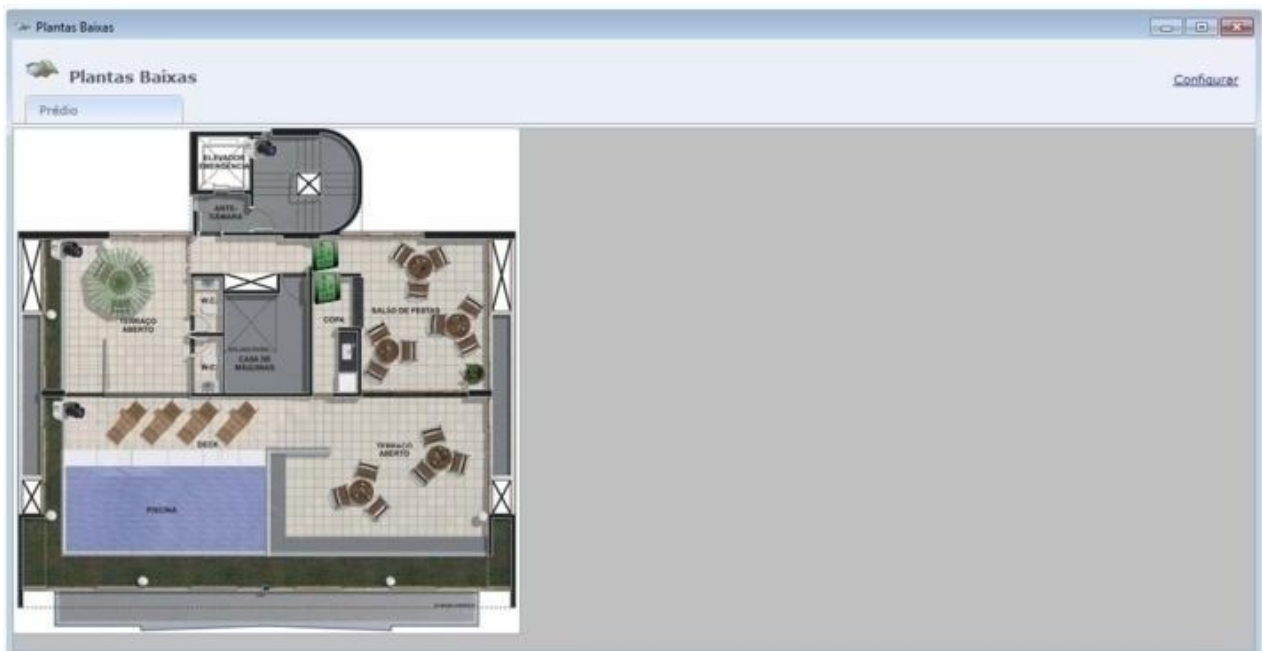 Plantas Baixas
Plantas Baixas
Configurar
Prédio
ELEVADOR
EMERGÊNCIA
ANTE-
CÂMARA
W.C.
TERRAÇO
ABERTO
COPA
SALÃO DE FESTAS
CASA DE
MÁQUINAS
W.C.
DECK
TERRAÇO
ABERTO
PISCINA